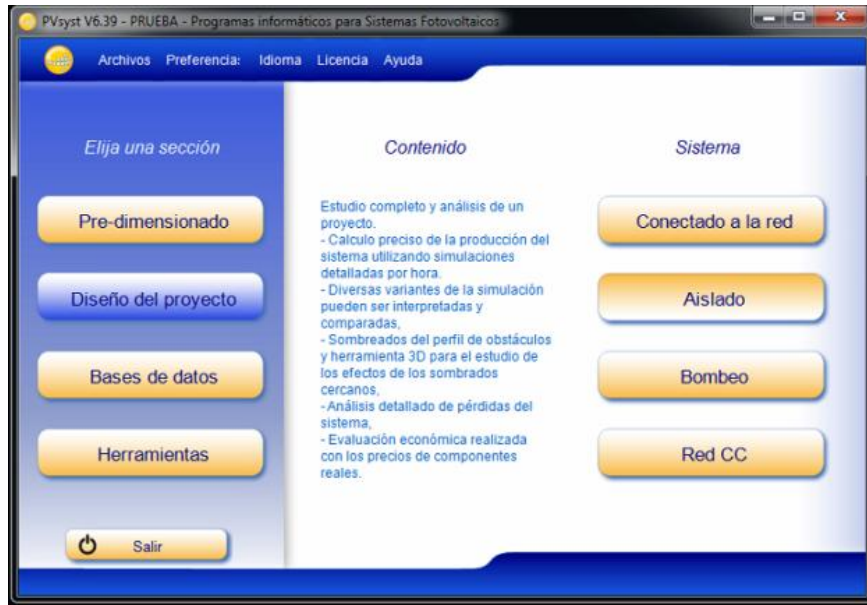 PVsyst V6.39 - PRUEBA - Programas informáticos para Sistemas Fotovoltaicos
Archivos Preferencia: Idioma Licencia Ayuda
Elija una sección
Pre-dimensionado
Diseño del proyecto
Bases de datos
Herramientas
Salir
Contenido
Estudio completo y análisis de un
proyecto.
- Calculo preciso de la producción del
sistema utilizando simulaciones
detalladas por hora.
- Diversas variantes de la simulación
pueden ser interpretadas y
comparadas,
- Sombreados del perfil de obstáculos
y herramienta 3D para el estudio de
los efectos de los sombrados
cercanos,
- Análisis detallado de pérdidas del
sistema,
- Evaluación económica realizada
con los precios de componentes
reales.
Sistema
Conectado a la red
Aislado
Bombeo
Red CC